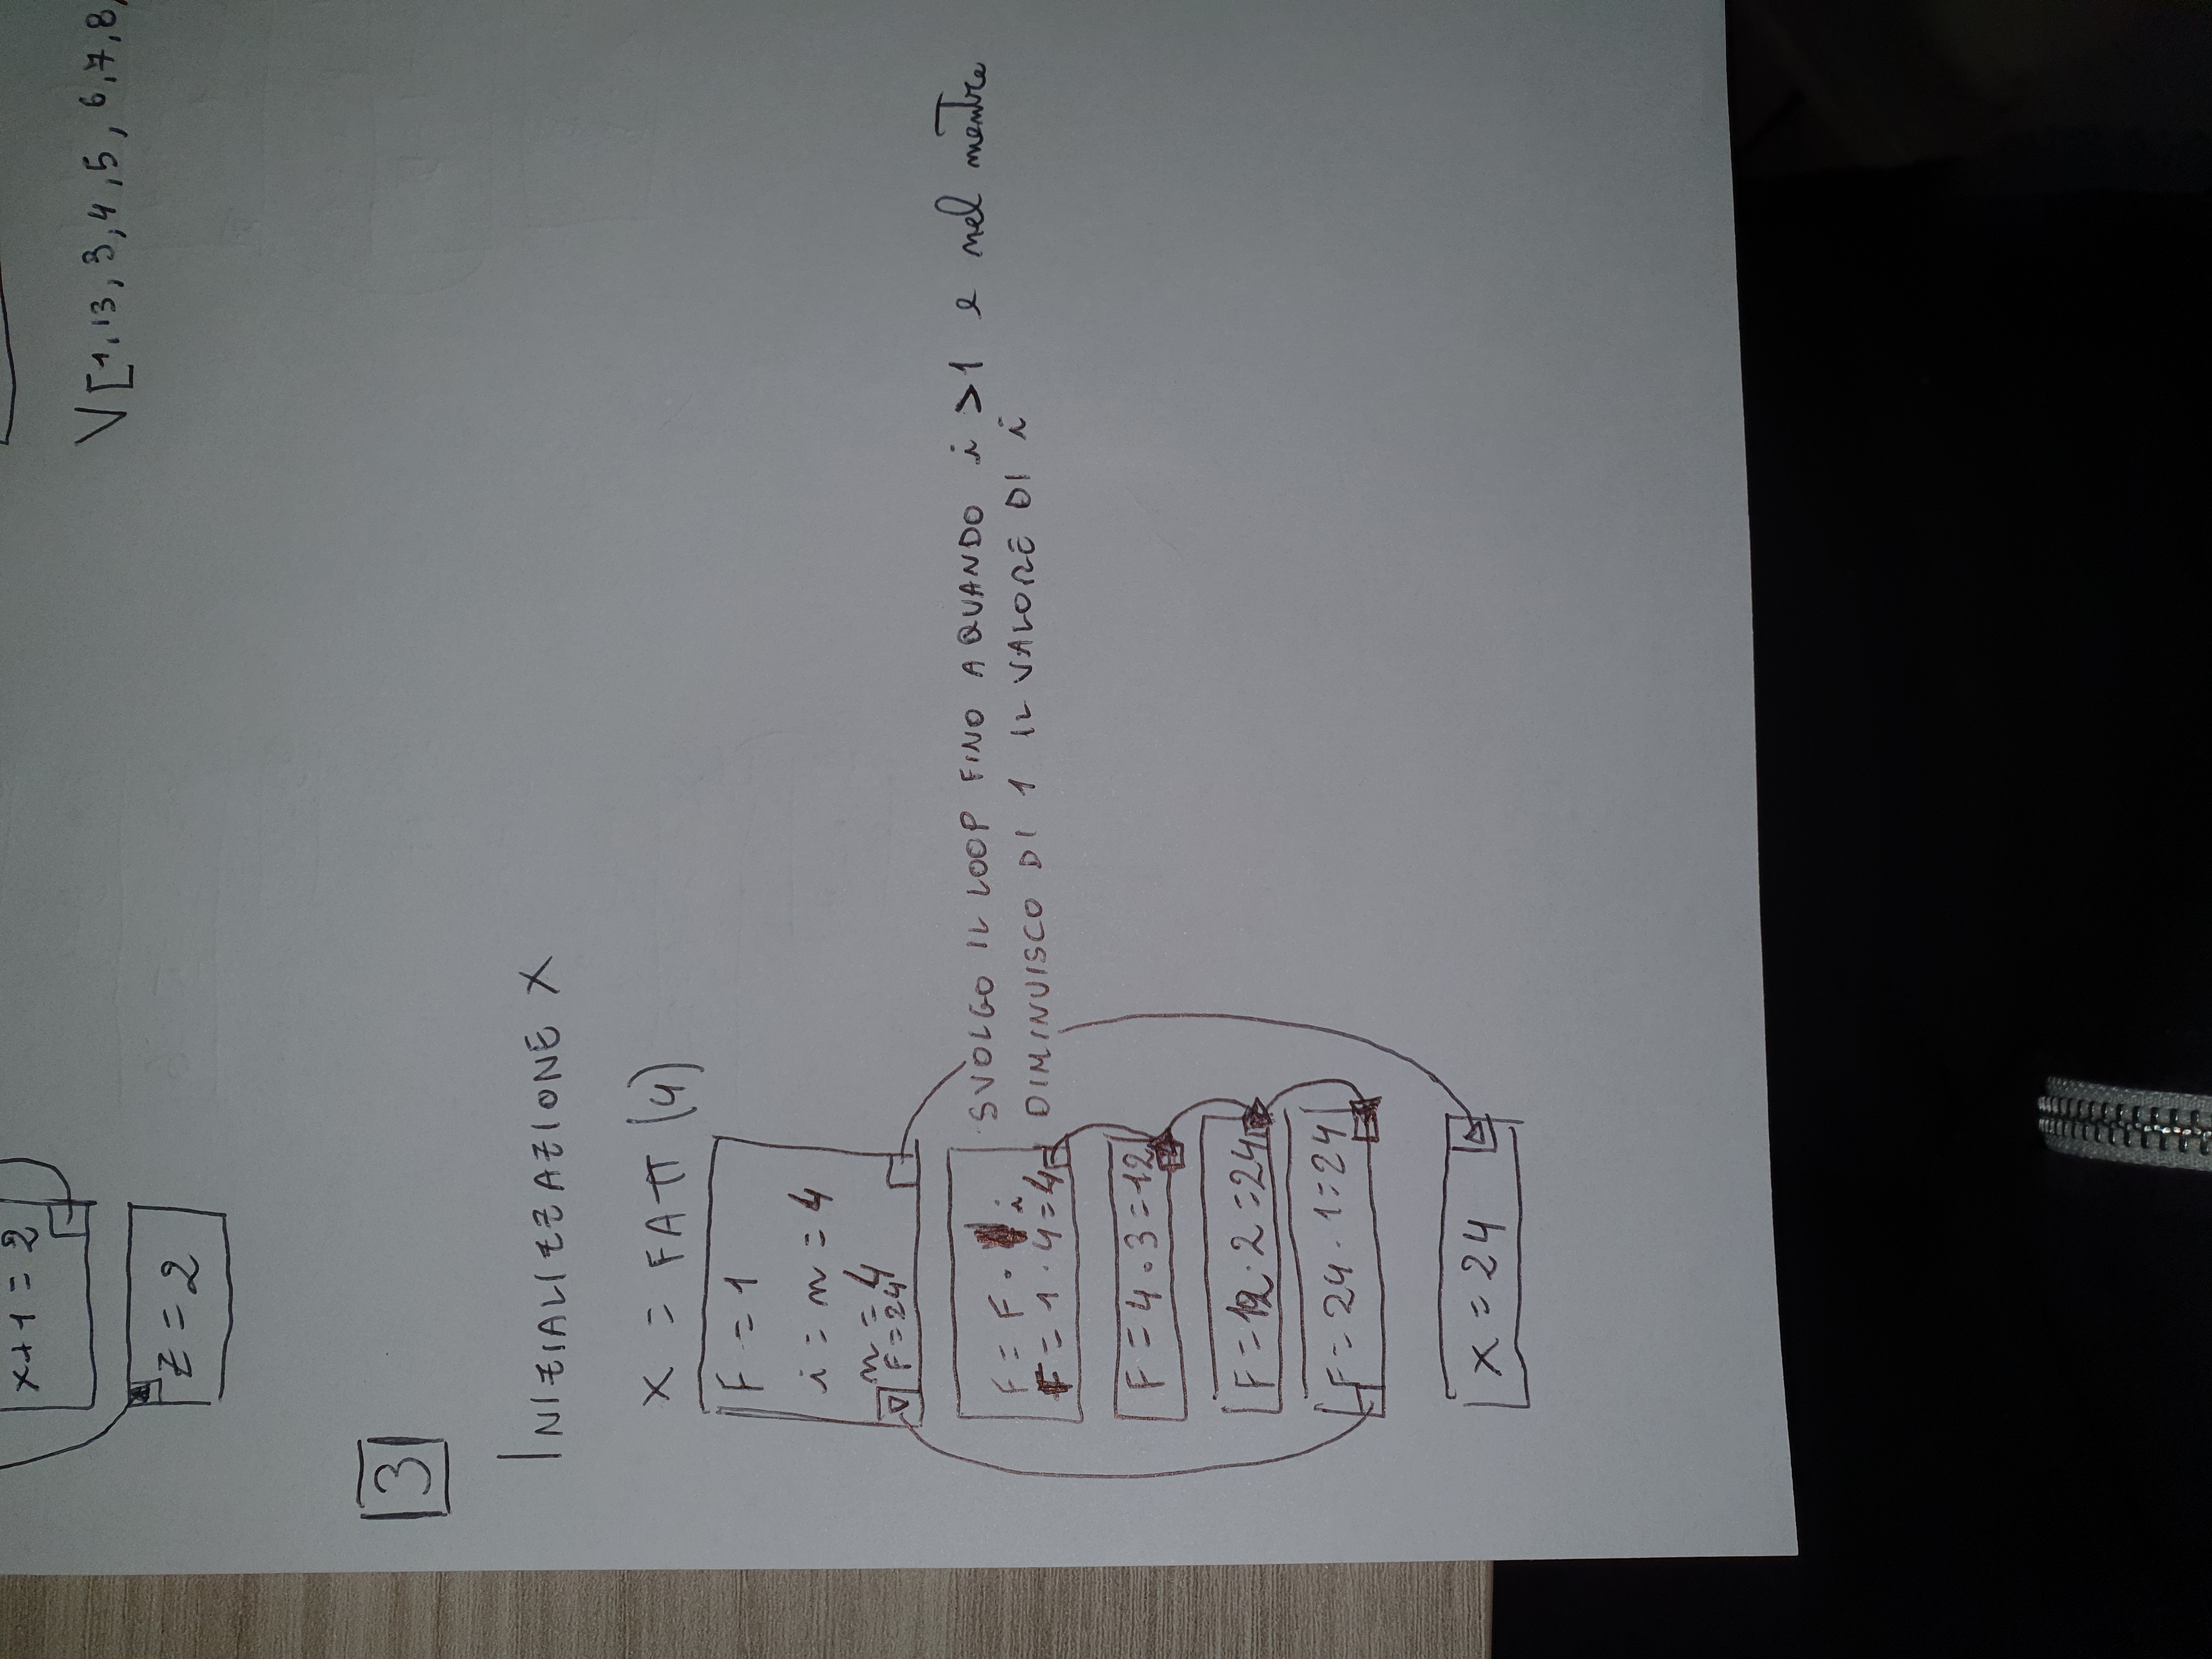 x+1=2
V[1,13,3,4,5,6,7,8,
z=2
3
INIZIALIZZAZIONE X
X = FATT (4)
F = 1
i = n = 4
n = 4
F=24
SVOLGO IL LOOP FINO A QUANDO i >1 e nel mentre
DIMINUISCO DI 1 IL VALORE DI i
F = F · i
F = 1 · 4 = 4
F = 4 · 3 = 12
F = 12 · 2 = 24
F = 24 · 1 = 24
x = 24